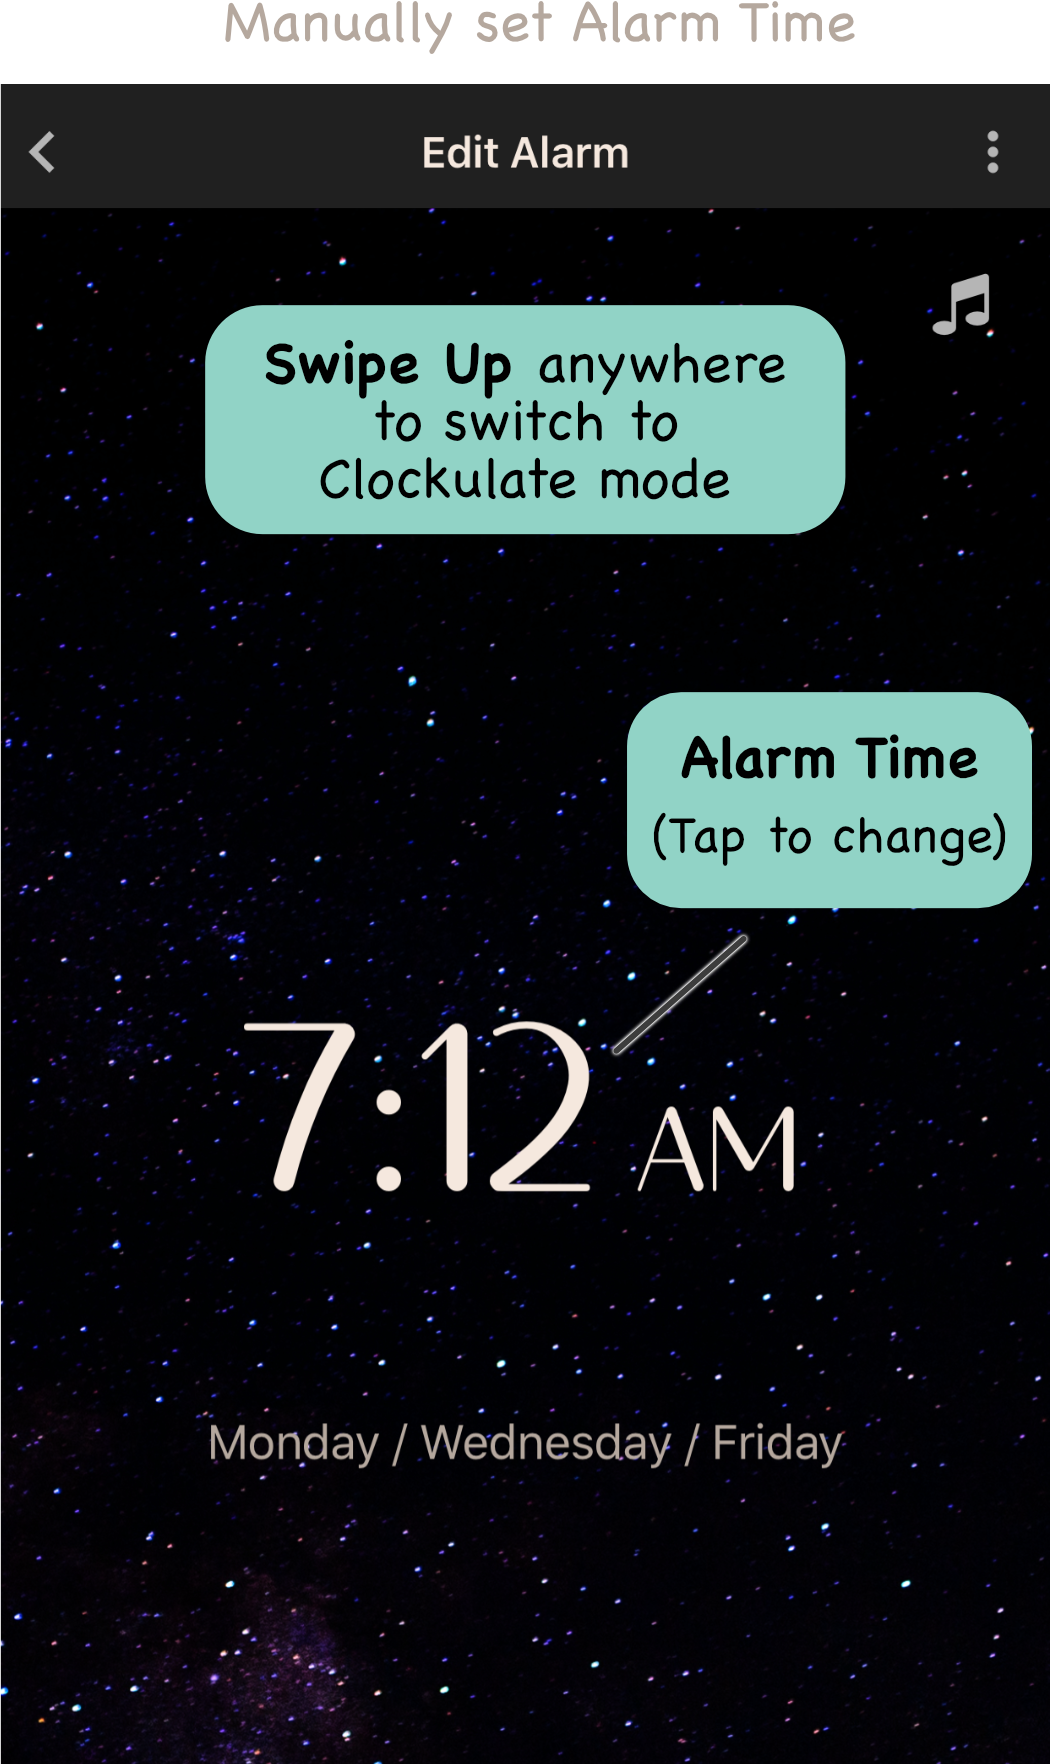 Manually set Alarm Time
Edit Alarm
Swipe Up anywhere
to switch to
Clockulate mode
Alarm Time
(Tap to change)
7:12 AM
Monday / Wednesday / Friday